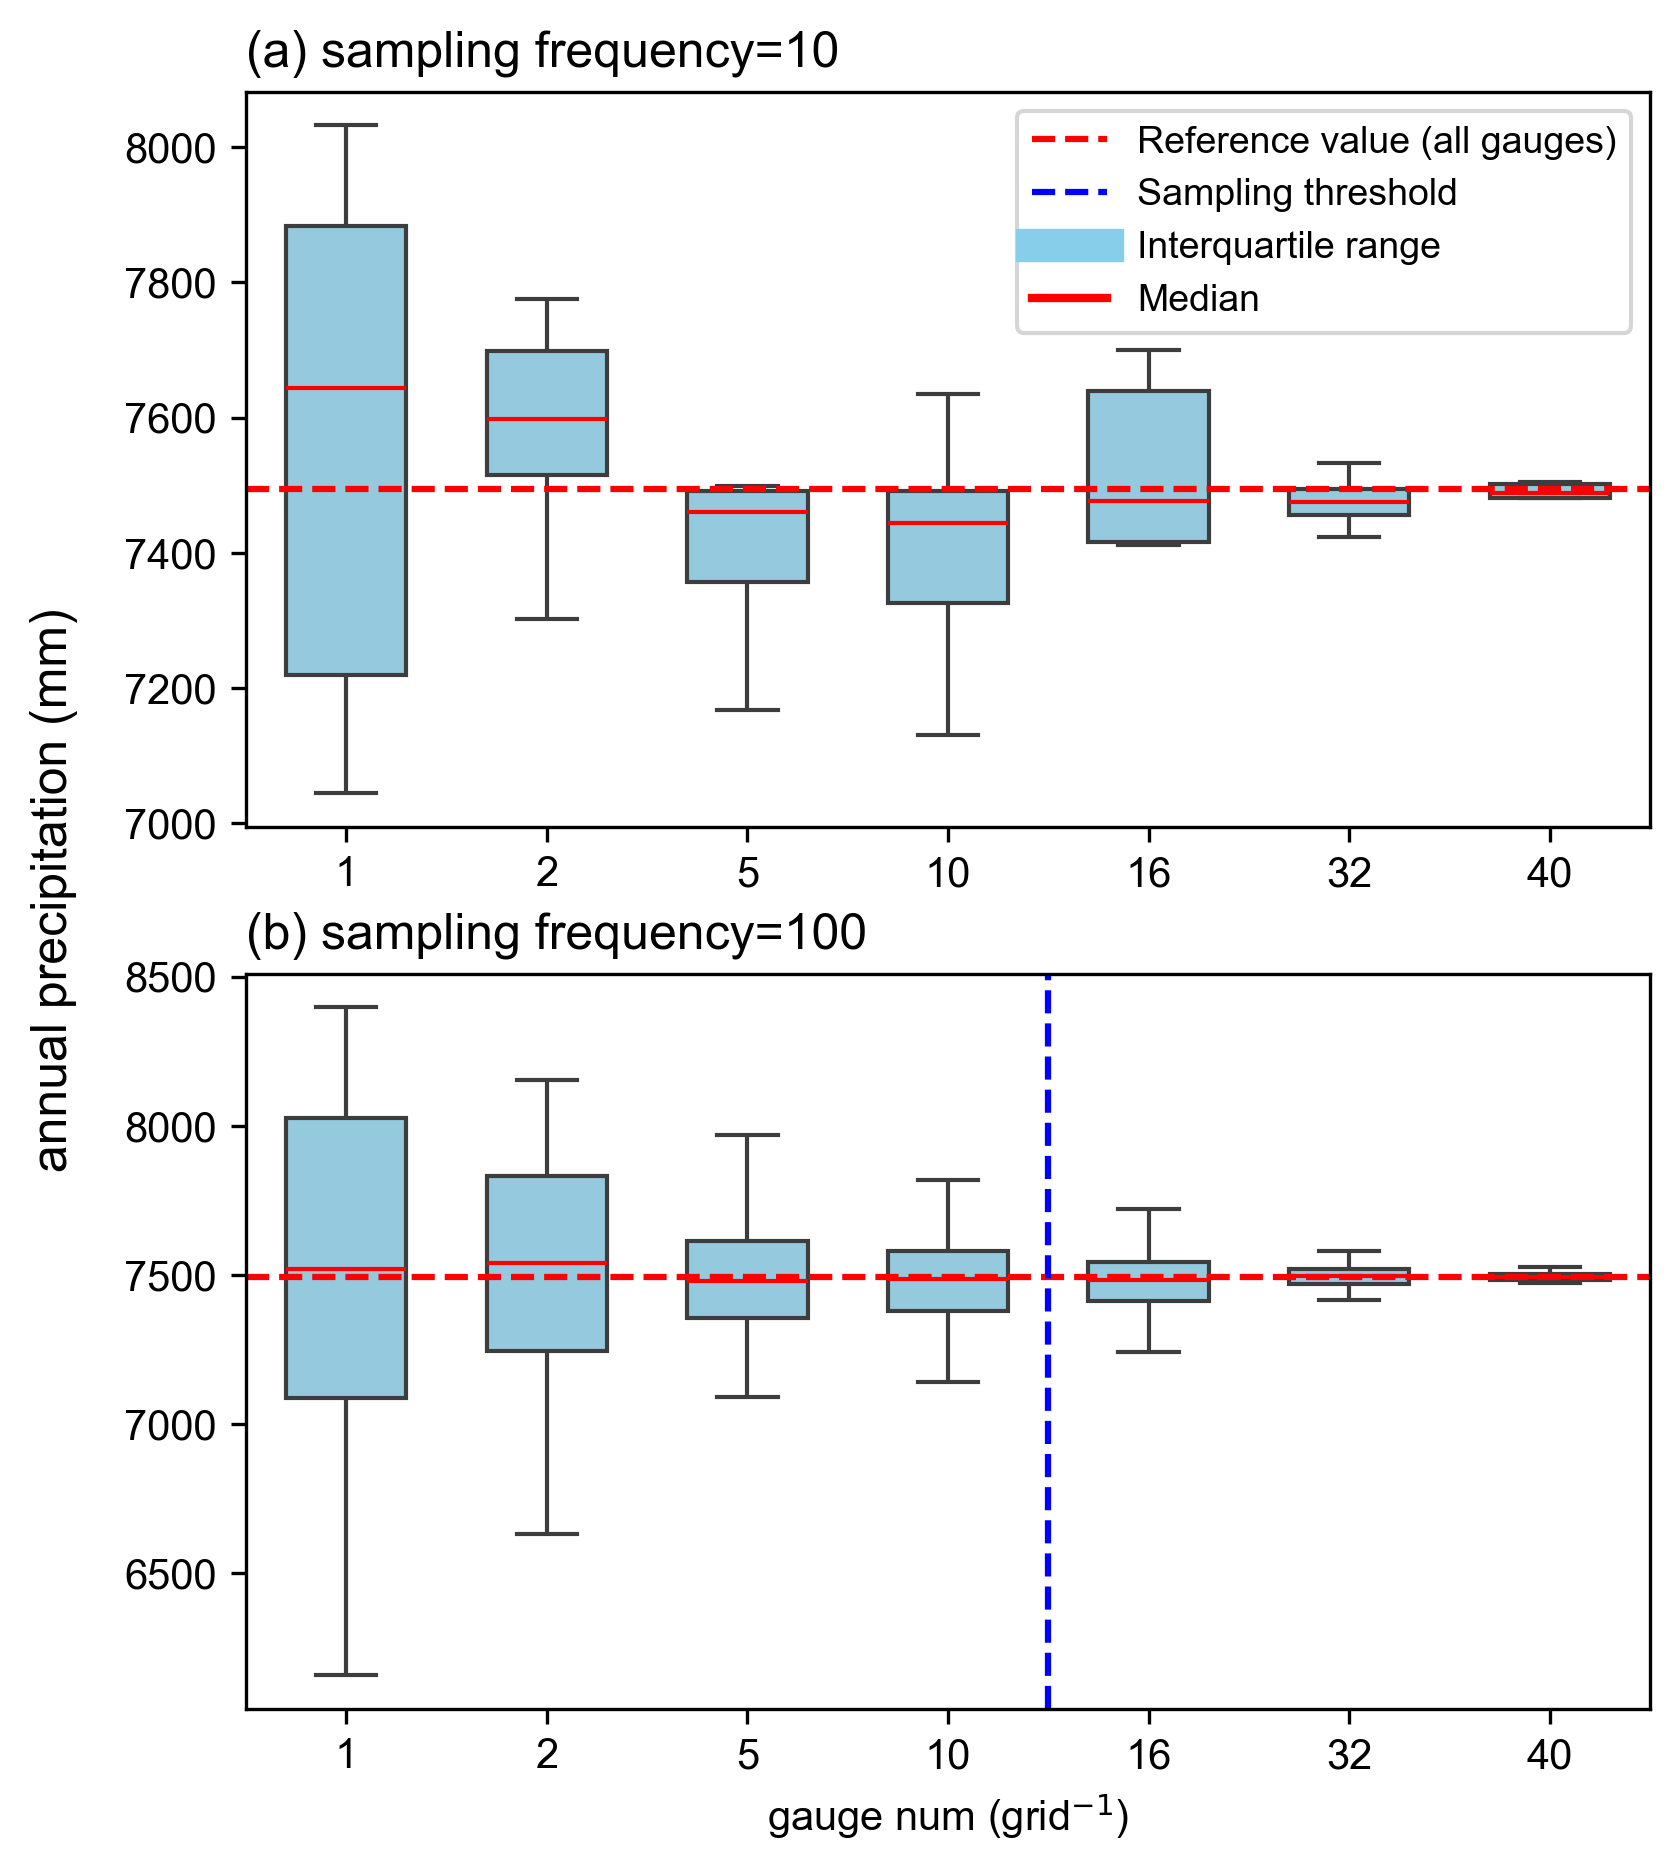 (a) sampling frequency=10
8000
7800
7600
7400
7200
7000
Reference value (all gauges)
Sampling threshold
Interquartile range
Median
1 2 5 10 16 32 40
annual precipitation (mm)
(b) sampling frequency=100
8500
8000
7500
7000
6500
1 2 5 10 16 32 40
gauge num (grid⁻¹)